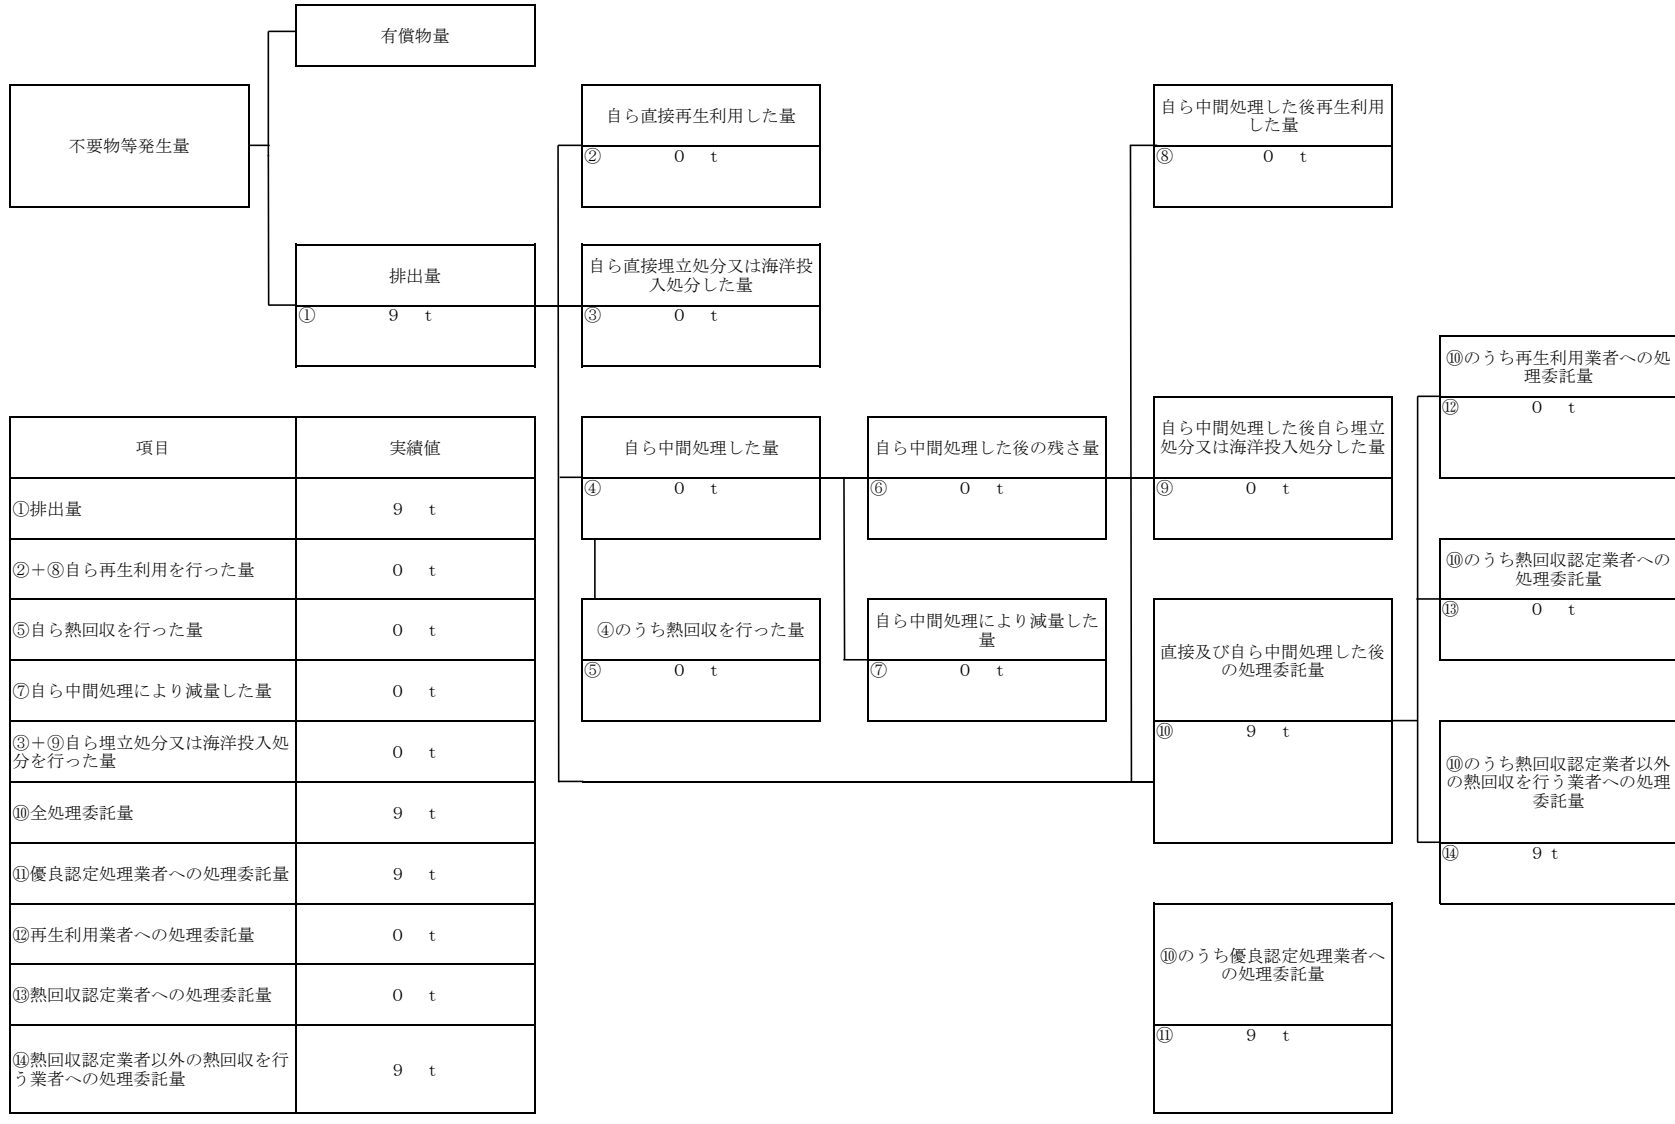 有償物量
不要物等発生量
自ら直接再生利用した量
② 0 t
自ら中間処理した後再生利用
した量
⑧ 0 t
排出量
① 9 t
自ら直接埋立処分又は海洋投
入処分した量
③ 0 t
⑩のうち再生利用業者への処
理委託量
⑫ 0 t
自ら中間処理した量
④ 0 t
自ら中間処理した後の残さ量
⑥ 0 t
自ら中間処理した後自ら埋立
処分又は海洋投入処分した量
⑨ 0 t
⑩のうち熱回収認定業者への
処理委託量
⑬ 0 t
④のうち熱回収を行った量
⑤ 0 t
自ら中間処理により減量した
量
⑦ 0 t
直接及び自ら中間処理した後
の処理委託量
⑩ 9 t
⑩のうち熱回収認定業者以外
の熱回収を行う業者への処理
委託量
⑭ 9 t
⑩のうち優良認定処理業者へ
の処理委託量
⑪ 9 t
項目 実績値
①排出量 9 t
②+⑧自ら再生利用を行った量 0 t
⑤自ら熱回収を行った量 0 t
⑦自ら中間処理により減量した量 0 t
③+⑨自ら埋立処分又は海洋投入処
分を行った量 0 t
⑩全処理委託量 9 t
⑪優良認定処理業者への処理委託量 9 t
⑫再生利用業者への処理委託量 0 t
⑬熱回収認定業者への処理委託量 0 t
⑭熱回収認定業者以外の熱回収を行
う業者への処理委託量 9 t